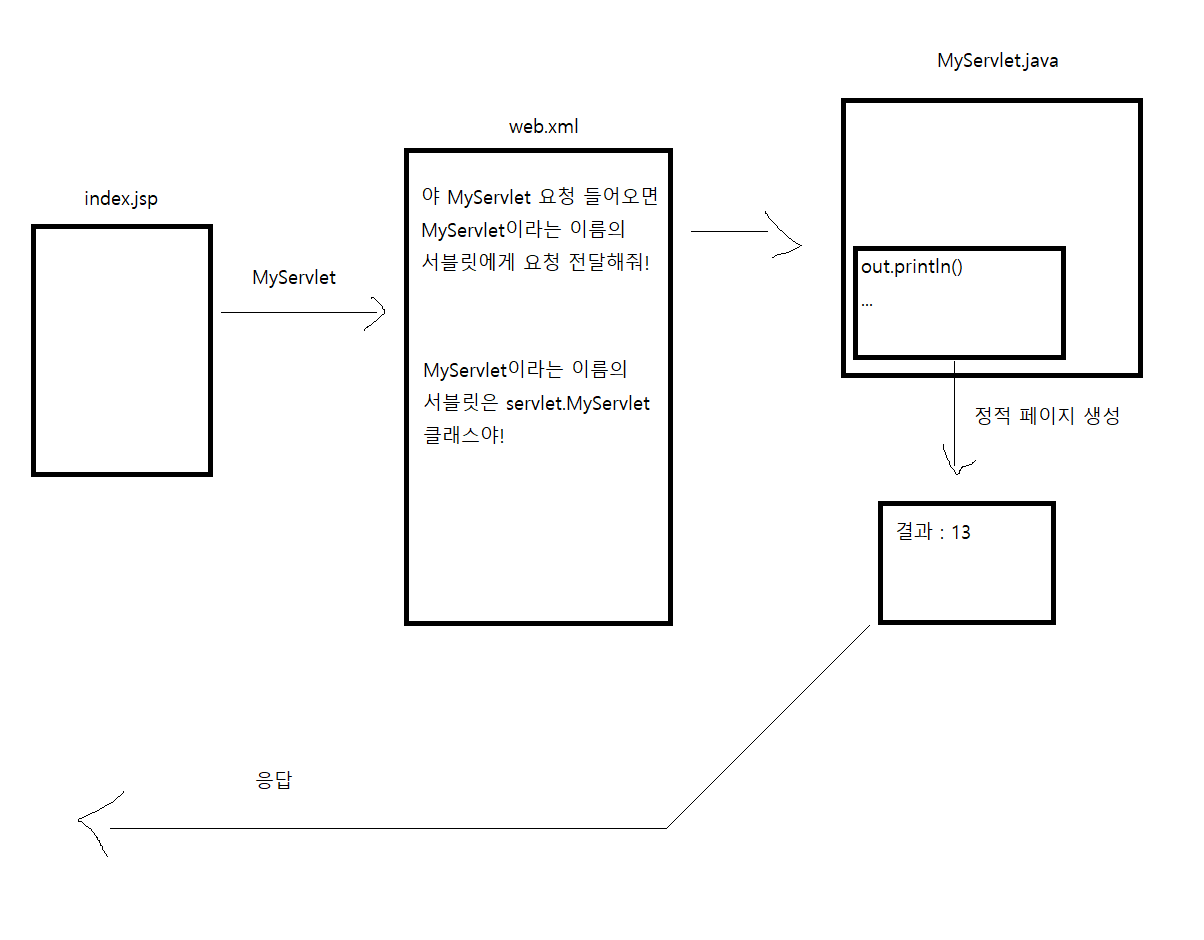 MyServlet.java
web.xml
index.jsp
야 MyServlet 요청 들어오면
MyServlet이라는 이름의
서블릿에게 요청 전달해줘!
MyServlet
out.println()
...
MyServlet이라는 이름의
서블릿은 servlet.MyServlet
클래스야!
정적 페이지 생성
결과 : 13
응답